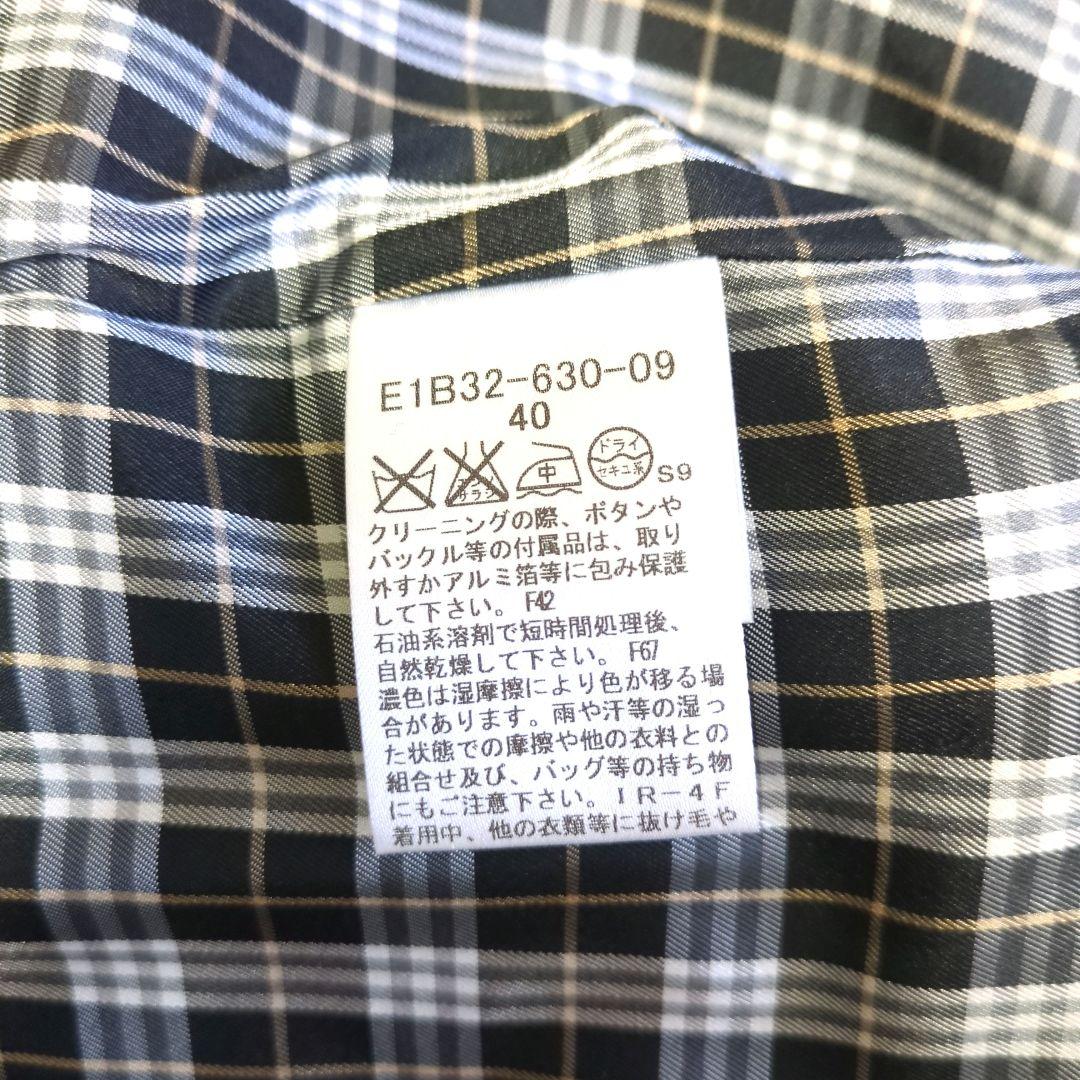 E1B32-630-09
40
サラシ
中
ドライ
セキユ系
S9
クリーニングの際、ボタンや
バックル等の付属品は、取り
外すかアルミ箔等に包み保護
して下さい。 F42
石油系溶剤で短時間処理後、
自然乾燥して下さい。 F67
濃色は湿摩擦により色が移る場
合があります。雨や汗等の湿っ
た状態での摩擦や他の衣料との
組合せ及び、バッグ等の持ち物
にもご注意下さい。IR-4F
着用中、他の衣類等に抜け毛や